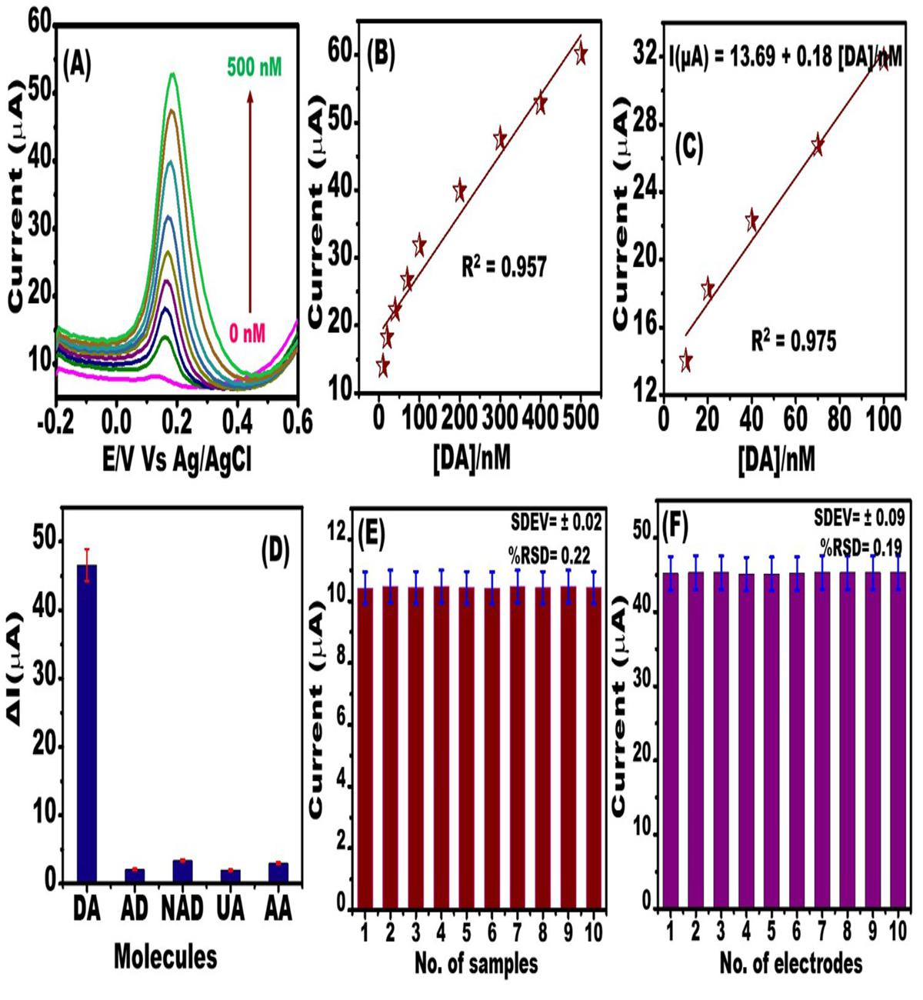 (A)
500 nM
0 nM
Current (μA)
60
50
40
30
20
10
-0.2 0.0 0.2 0.4 0.6
E/V Vs Ag/AgCl
(B)
R² = 0.957
Current (μA)
60
50
40
30
20
10
0 100 200 300 400 500
[DA]/nM
I(μA) = 13.69 + 0.18 [DA]/nM
(C)
R² = 0.975
Current (μA)
32
28
24
20
16
12
0 20 40 60 80 100
[DA]/nM
(D)
ΔI(μA)
50
40
30
20
10
0
DA AD NAD UA AA
Molecules
(E)
SDEV= ± 0.02
%RSD= 0.22
Current (μA)
12
10
8
6
4
2
0
1 2 3 4 5 6 7 8 9 10
No. of samples
(F)
SDEV= ± 0.09
%RSD= 0.19
Current (μA)
50
40
30
20
10
0
1 2 3 4 5 6 7 8 9 10
No. of electrodes